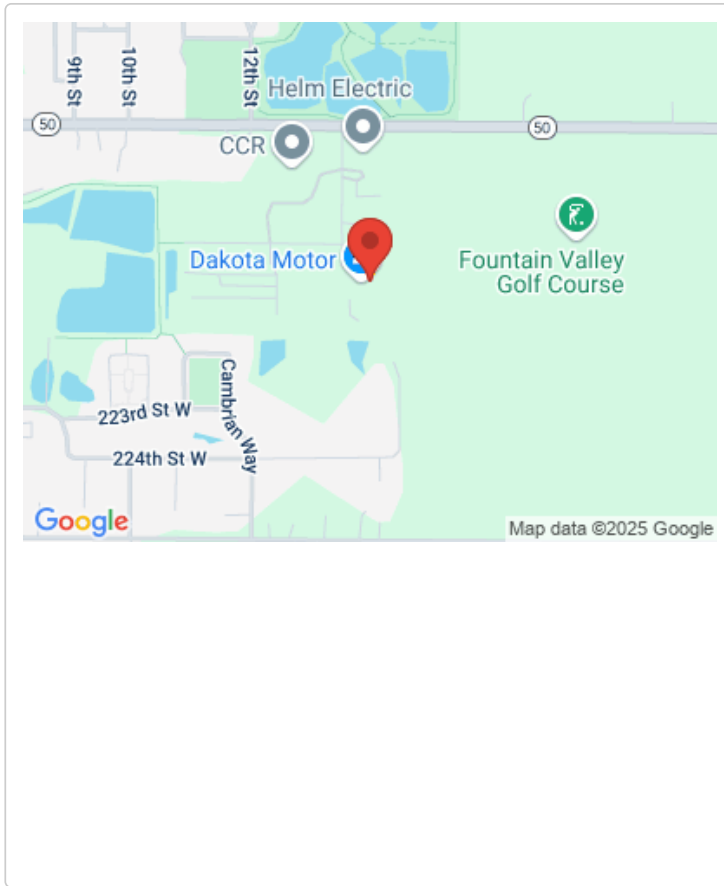 9th St
10th St
12th St
Helm Electric
50
50
CCR
Dakota Motor
Fountain Valley
Golf Course
Cambrian Way
223rd St W
224th St W
Google
Map data ©2025 Google